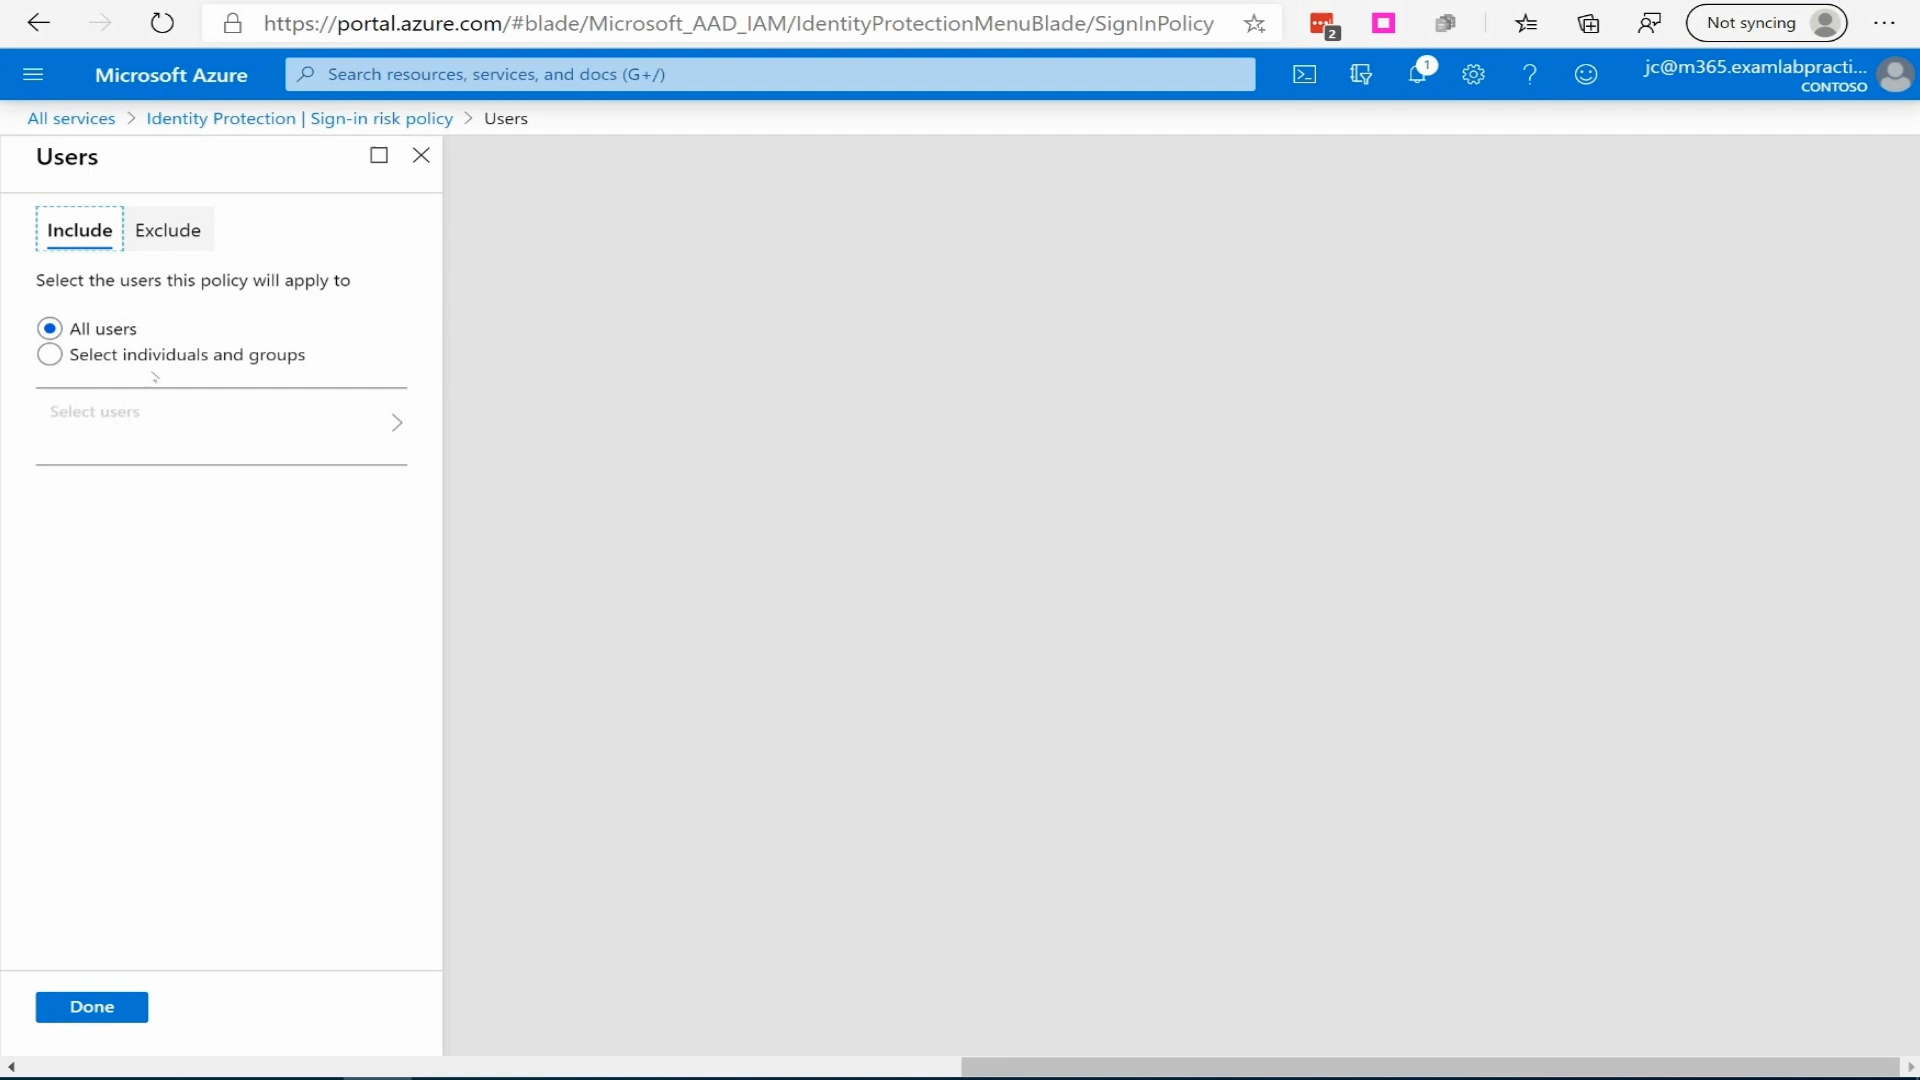 https://portal.azure.com/#blade/Microsoft_AAD_IAM/IdentityProtectionMenuBlade/SignInPolicy
2
Not syncing
Microsoft Azure
Search resources, services, and docs (G+/)
1
jc@m365.examlabpracti...
CONTOSO
All services > Identity Protection | Sign-in risk policy > Users
Users
Include
Exclude
Select the users this policy will apply to
All users
Select individuals and groups
Select users
Done